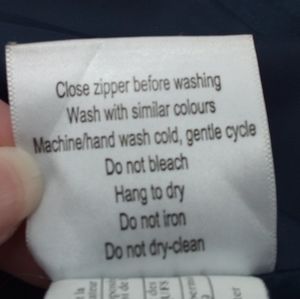 Close zipper before washing
Wash with similar colours
Machine/hand wash cold, gentle cycle
Do not bleach
Hang to dry
Do not iron
Do not dry-clean